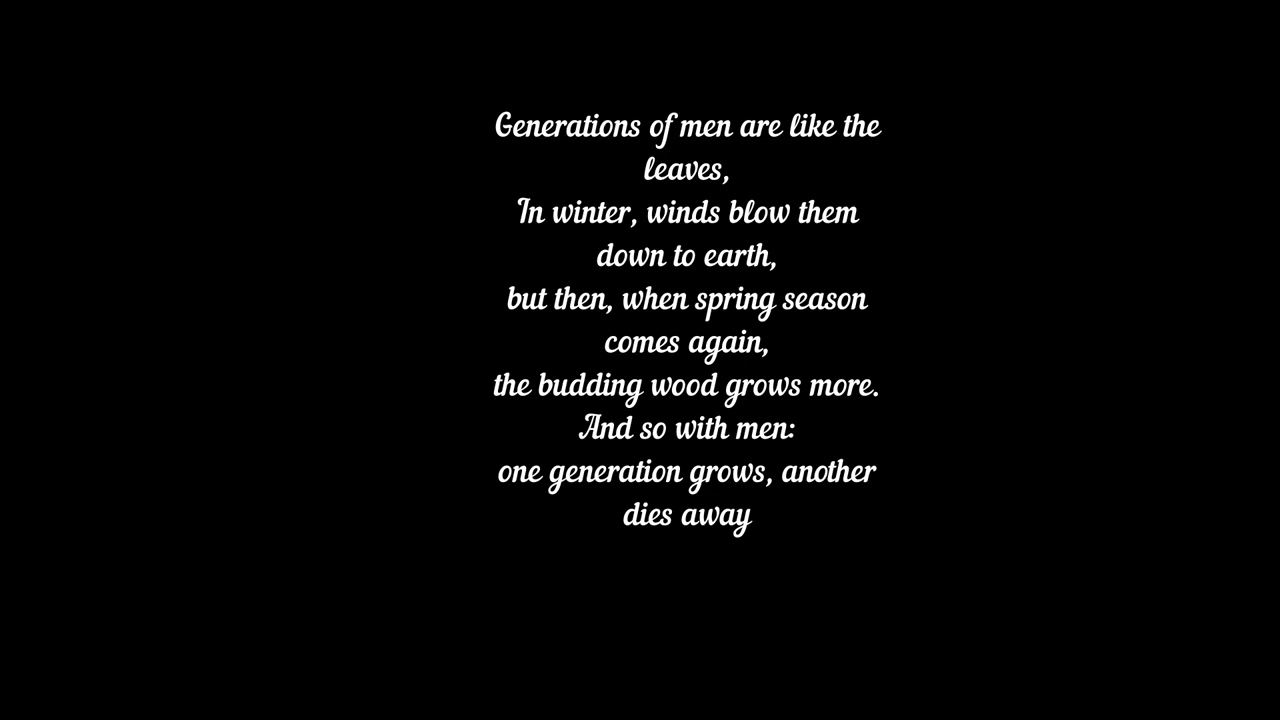 Generations of men are like the
leaves,
In winter, winds blow them
down to earth,
but then, when spring season
comes again,
the budding wood grows more.
And so with men:
one generation grows, another
dies away